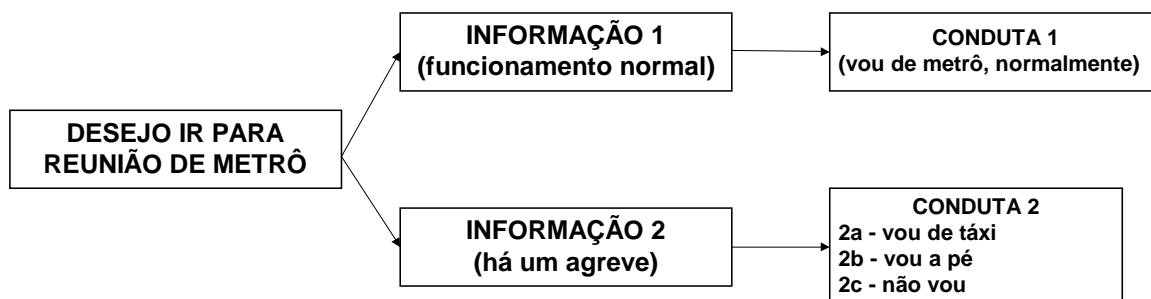 DESEJO IR PARA
REUNIÃO DE METRÔ
INFORMAÇÃO 1
(funcionamento normal)
CONDUTA 1
(vou de metrô, normalmente)
INFORMAÇÃO 2
(há um agreve)
CONDUTA 2
2a - vou de táxi
2b - vou a pé
2c - não vou